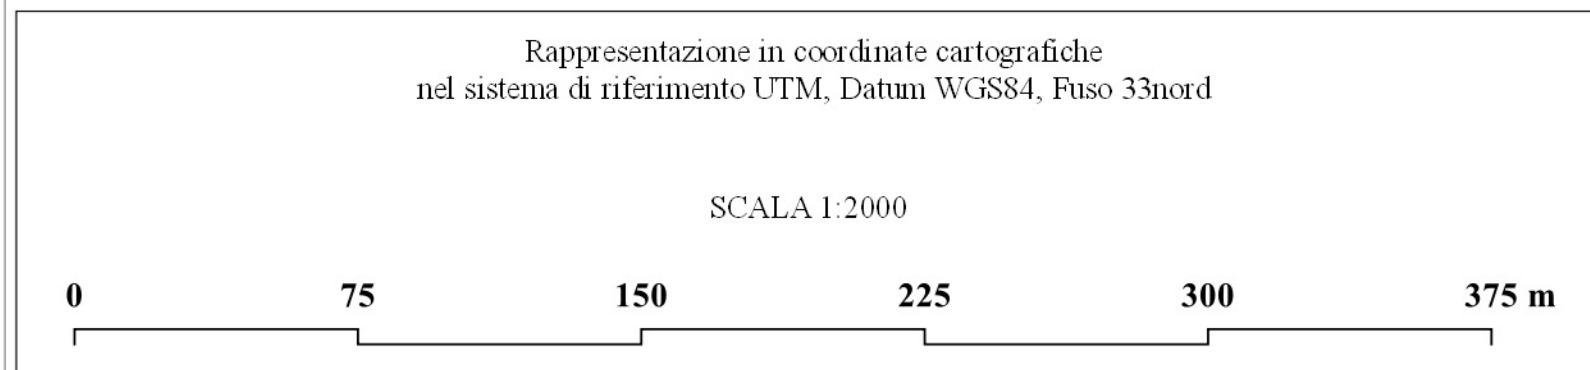 Rappresentazione in coordinate cartografiche
nel sistema di riferimento UTM, Datum WGS84, Fuso 33nord
SCALA 1:2000
0 75 150 225 300 375 m